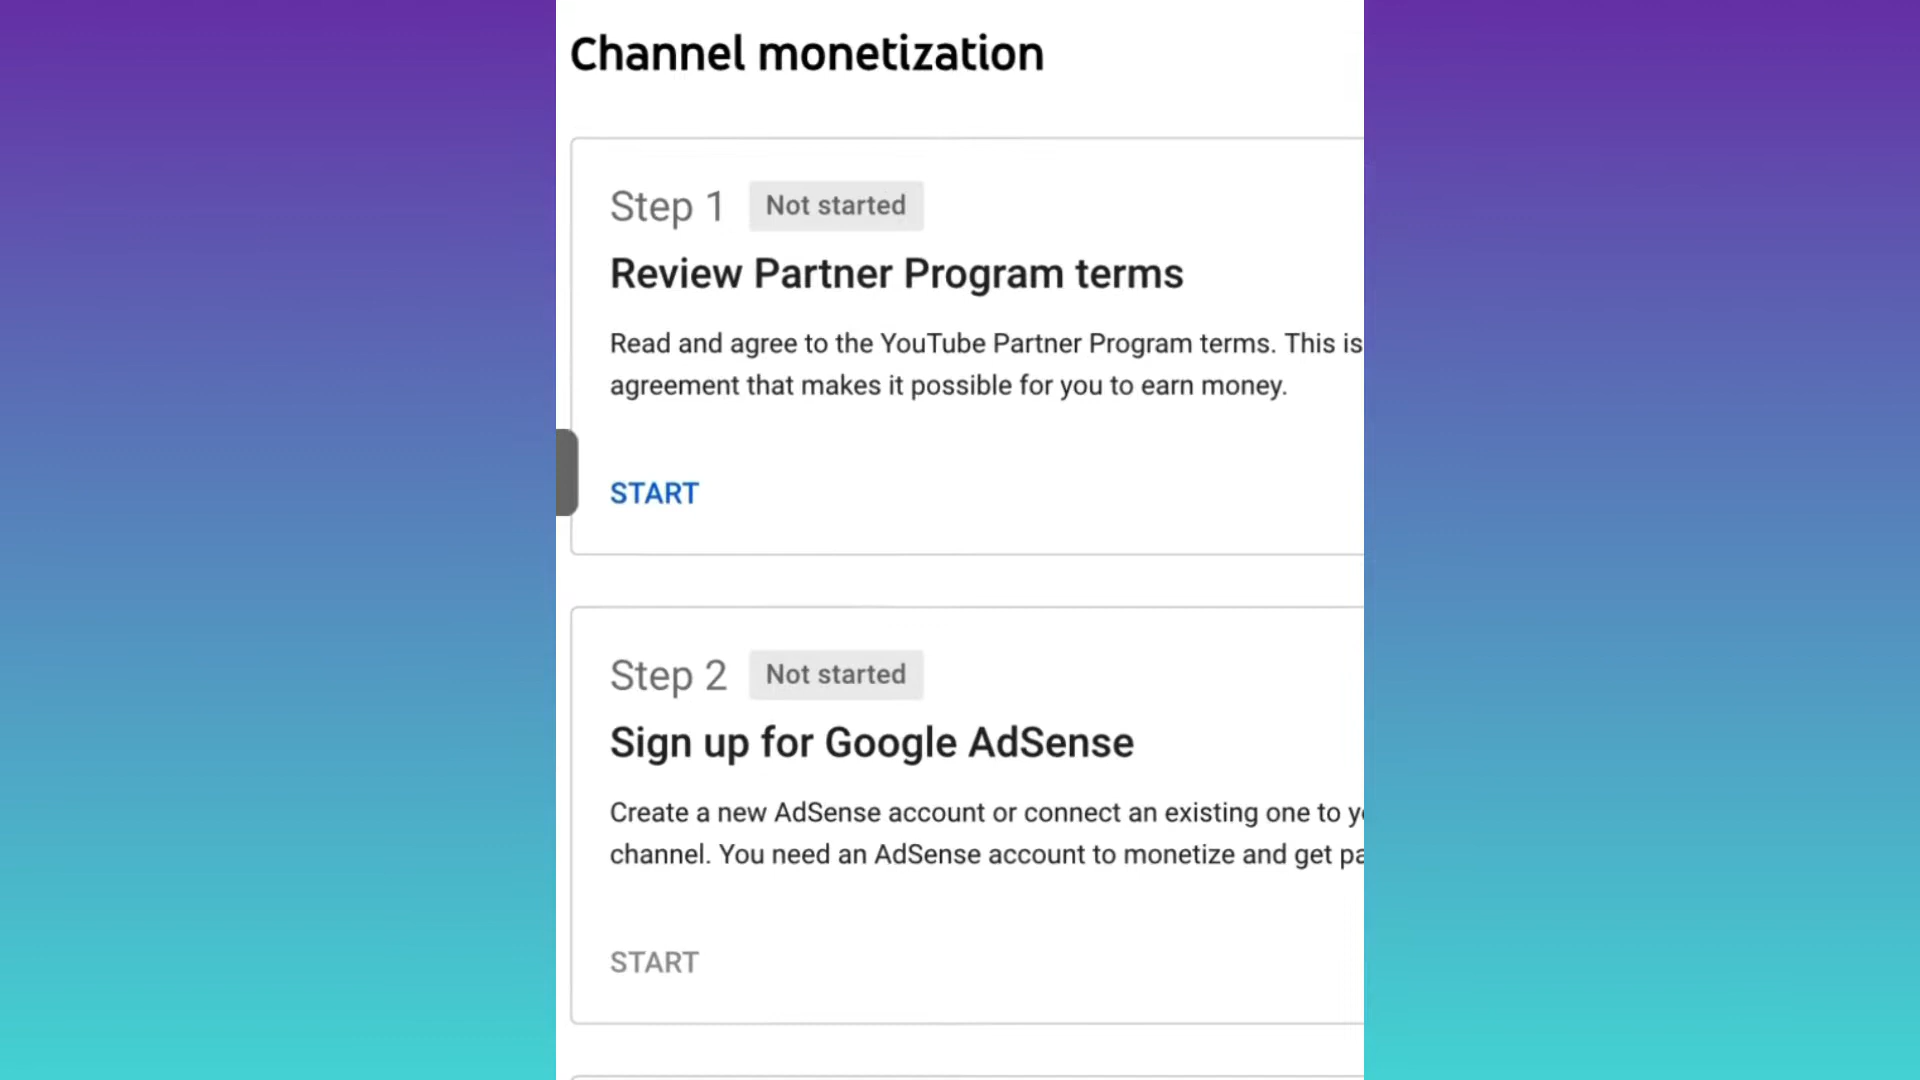 Channel monetization
Step 1 Not started
Review Partner Program terms
Read and agree to the YouTube Partner Program terms. This is
agreement that makes it possible for you to earn money.
START
Step 2 Not started
Sign up for Google AdSense
Create a new AdSense account or connect an existing one to
channel. You need an AdSense account to monetize and get
START